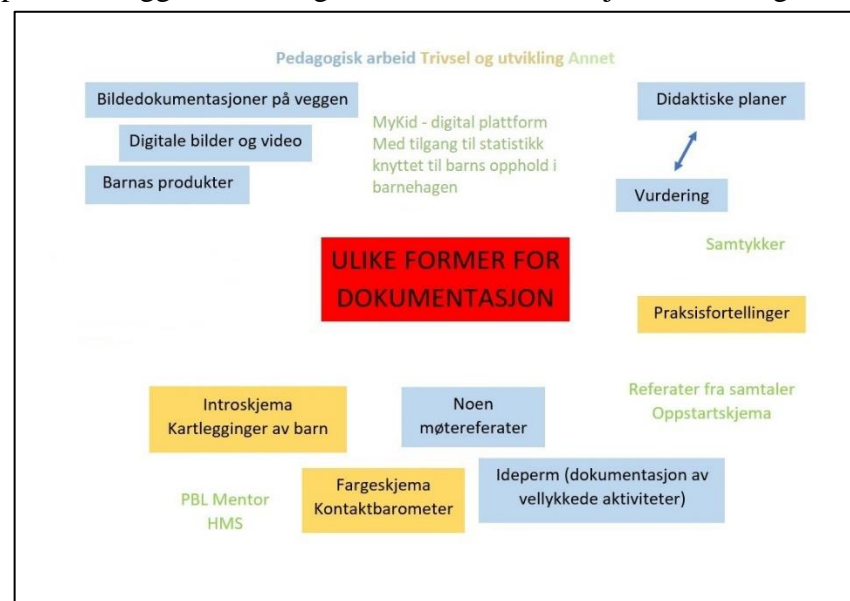 Pedagogisk arbeid Trivsel og utvikling Annet
Bildedokumentasjoner på veggen
Digitale bilder og video
Barnas produkter
MyKid - digital plattform
Med tilgang til statistikk
knyttet til barns opphold i
barnehagen
Didaktiske planer
Vurdering
Samtykker
ULIKE FORMER FOR
DOKUMENTASJON
Praksisfortellinger
Referater fra samtaler
Oppstartskjema
Introskjema
Kartlegginger av barn
Noen
møtereferater
Ideperm (dokumentasjon av
vellykkede aktiviteter)
Fargeskjema
Kontaktbarometer
PBL Mentor
HMS